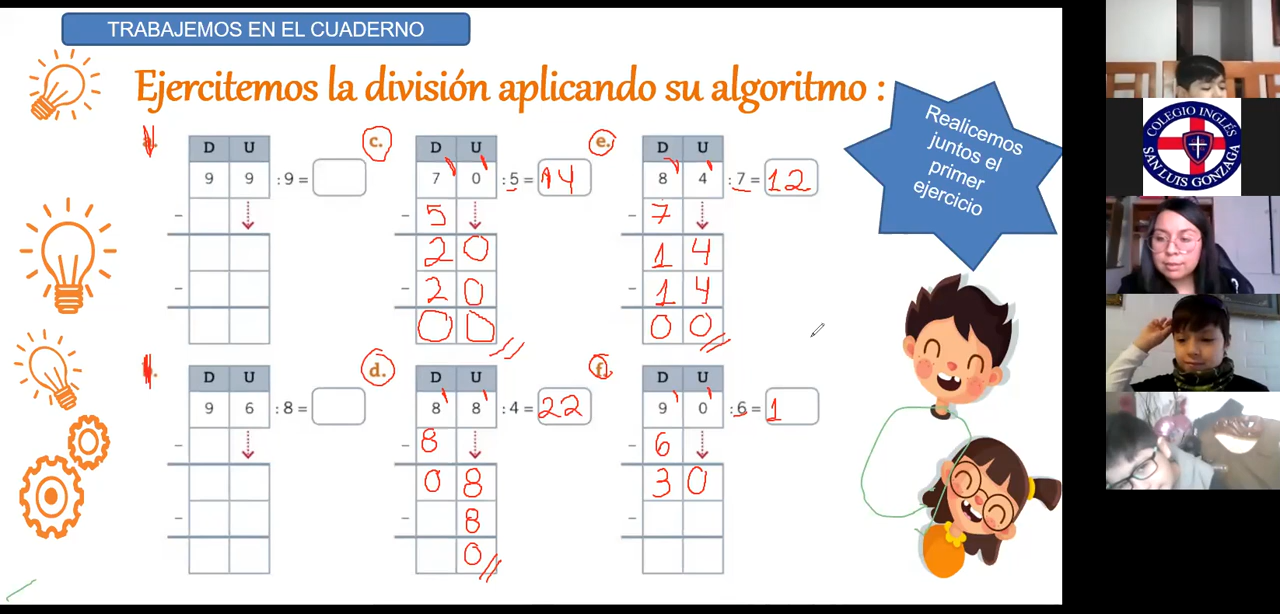 TRABAJEMOS EN EL CUADERNO
Ejercitemos la división aplicando su algoritmo :
Realicemos
juntos el
primer
ejercicio
D U
9 9 : 9 =
-
-
c.
D U
7 0 : 5 = 14
- 5
2 0
- 2 0
0 0
e.
D U
8 4 : 7 = 12
- 7
1 4
- 1 4
0 0
D U
9 6 : 8 =
-
-
d.
D U
8 8 : 4 = 22
- 8
0 8
- 8
0
f.
D U
9 0 : 6 = 1
- 6
3 0
-
COLEGIO INGLÉS
SAN LUIS GONZAGA